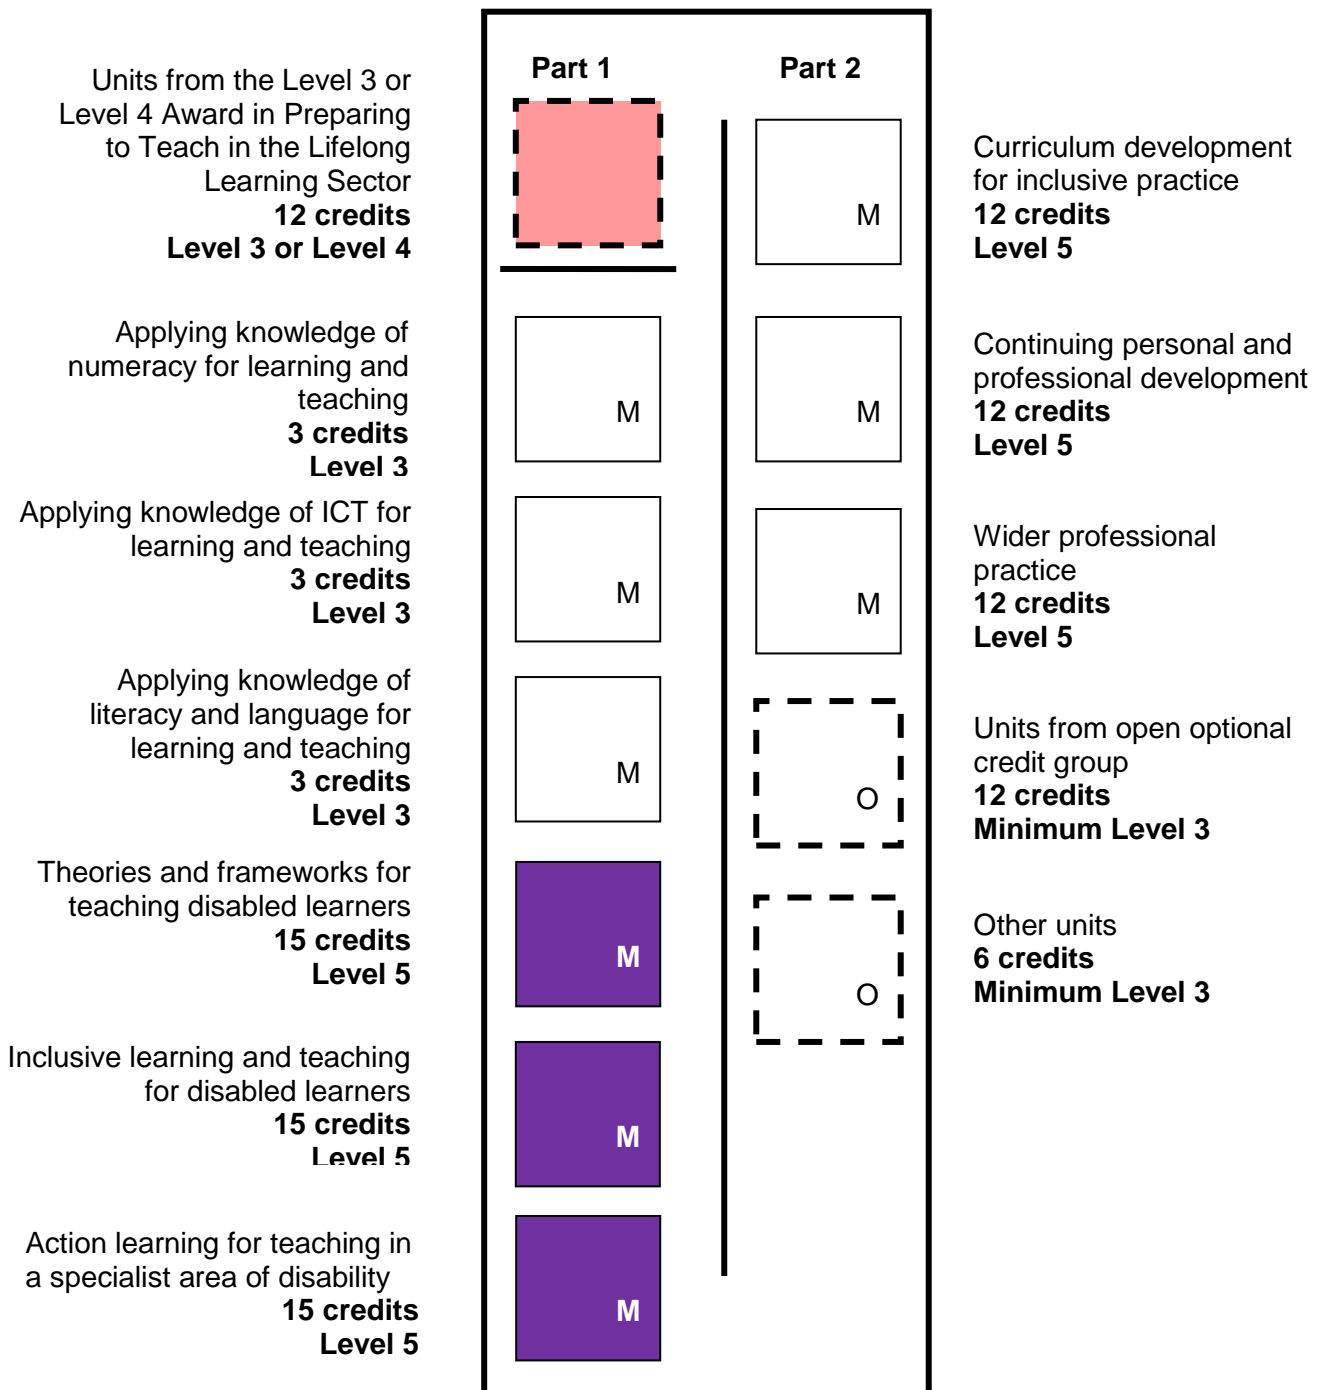 Part 1
Part 2
Units from the Level 3 or
Level 4 Award in Preparing
to Teach in the Lifelong
Learning Sector
12 credits
Level 3 or Level 4
Applying knowledge of
numeracy for learning and
teaching
3 credits
Level 3
M
Applying knowledge of ICT for
learning and teaching
3 credits
Level 3
M
Applying knowledge of
literacy and language for
learning and teaching
3 credits
Level 3
M
Theories and frameworks for
teaching disabled learners
15 credits
Level 5
M
Inclusive learning and teaching
for disabled learners
15 credits
Level 5
M
Action learning for teaching in
a specialist area of disability
15 credits
Level 5
M
M
Curriculum development
for inclusive practice
12 credits
Level 5
M
Continuing personal and
professional development
12 credits
Level 5
M
Wider professional
practice
12 credits
Level 5
O
Units from open optional
credit group
12 credits
Minimum Level 3
O
Other units
6 credits
Minimum Level 3